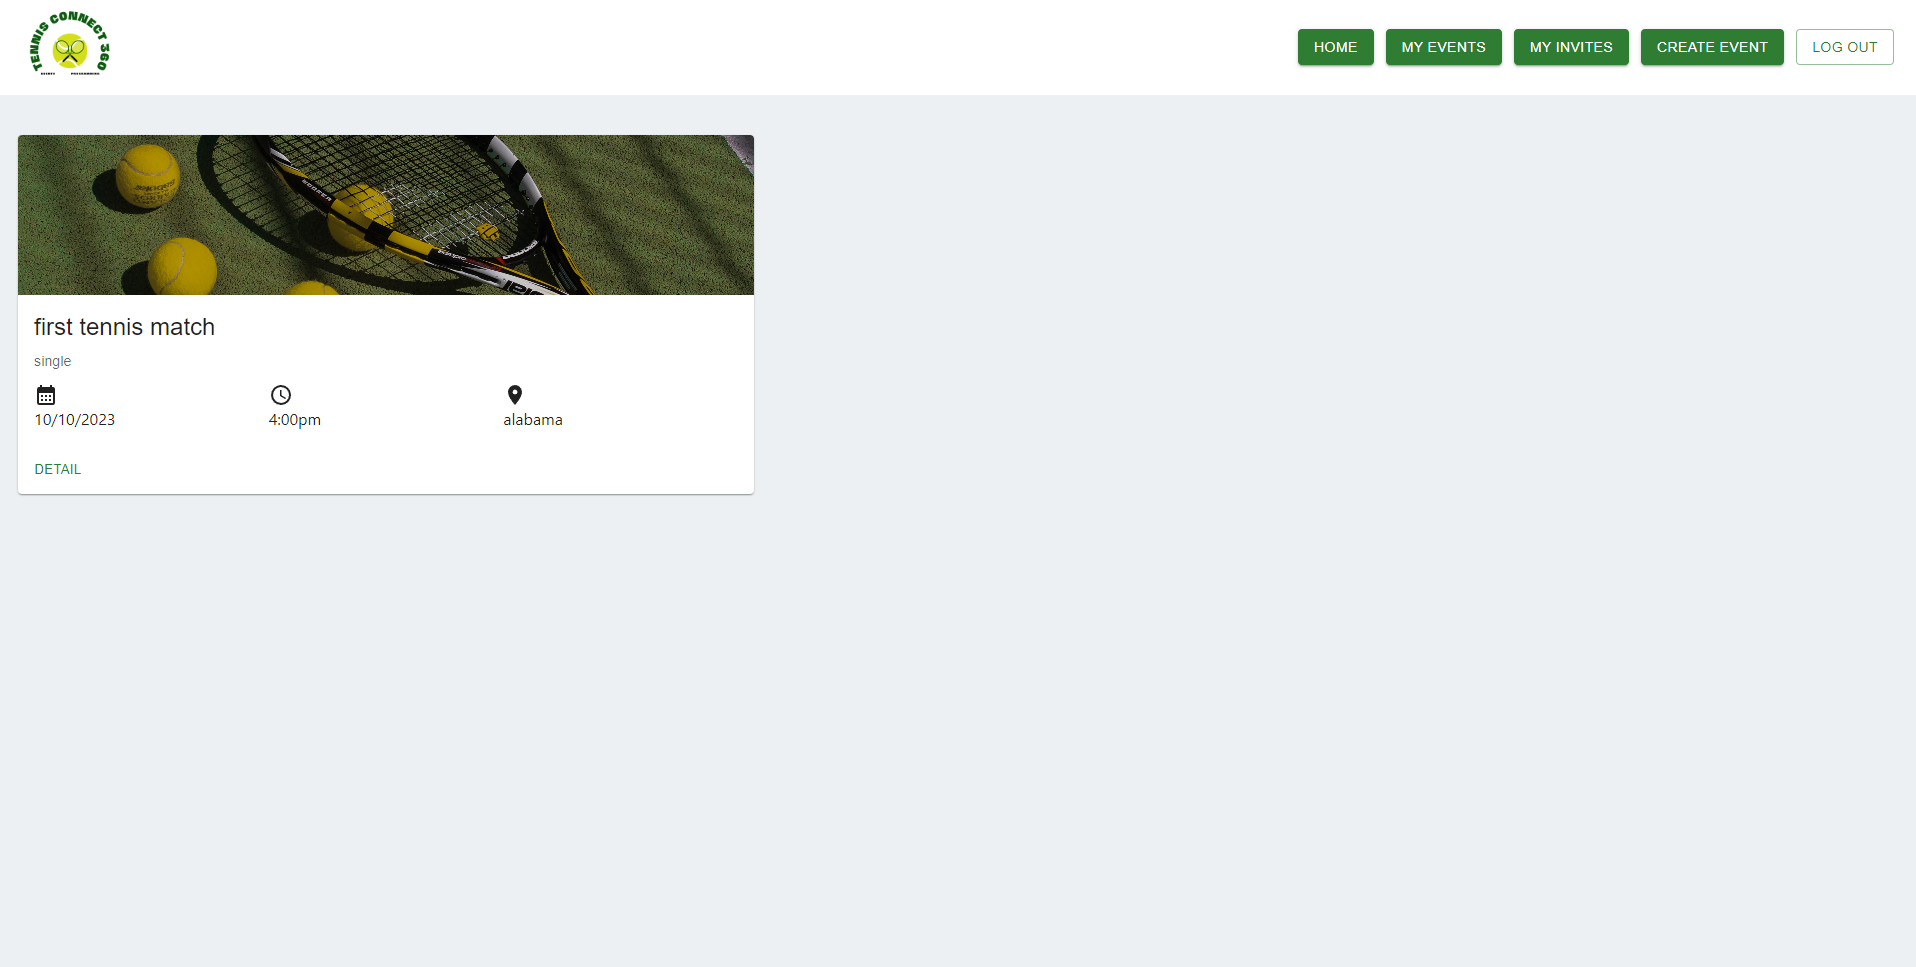 TENNIS CONNECT 360
HOME
MY EVENTS
MY INVITES
CREATE EVENT
LOG OUT
first tennis match
single
10/10/2023
4:00pm
alabama
DETAIL